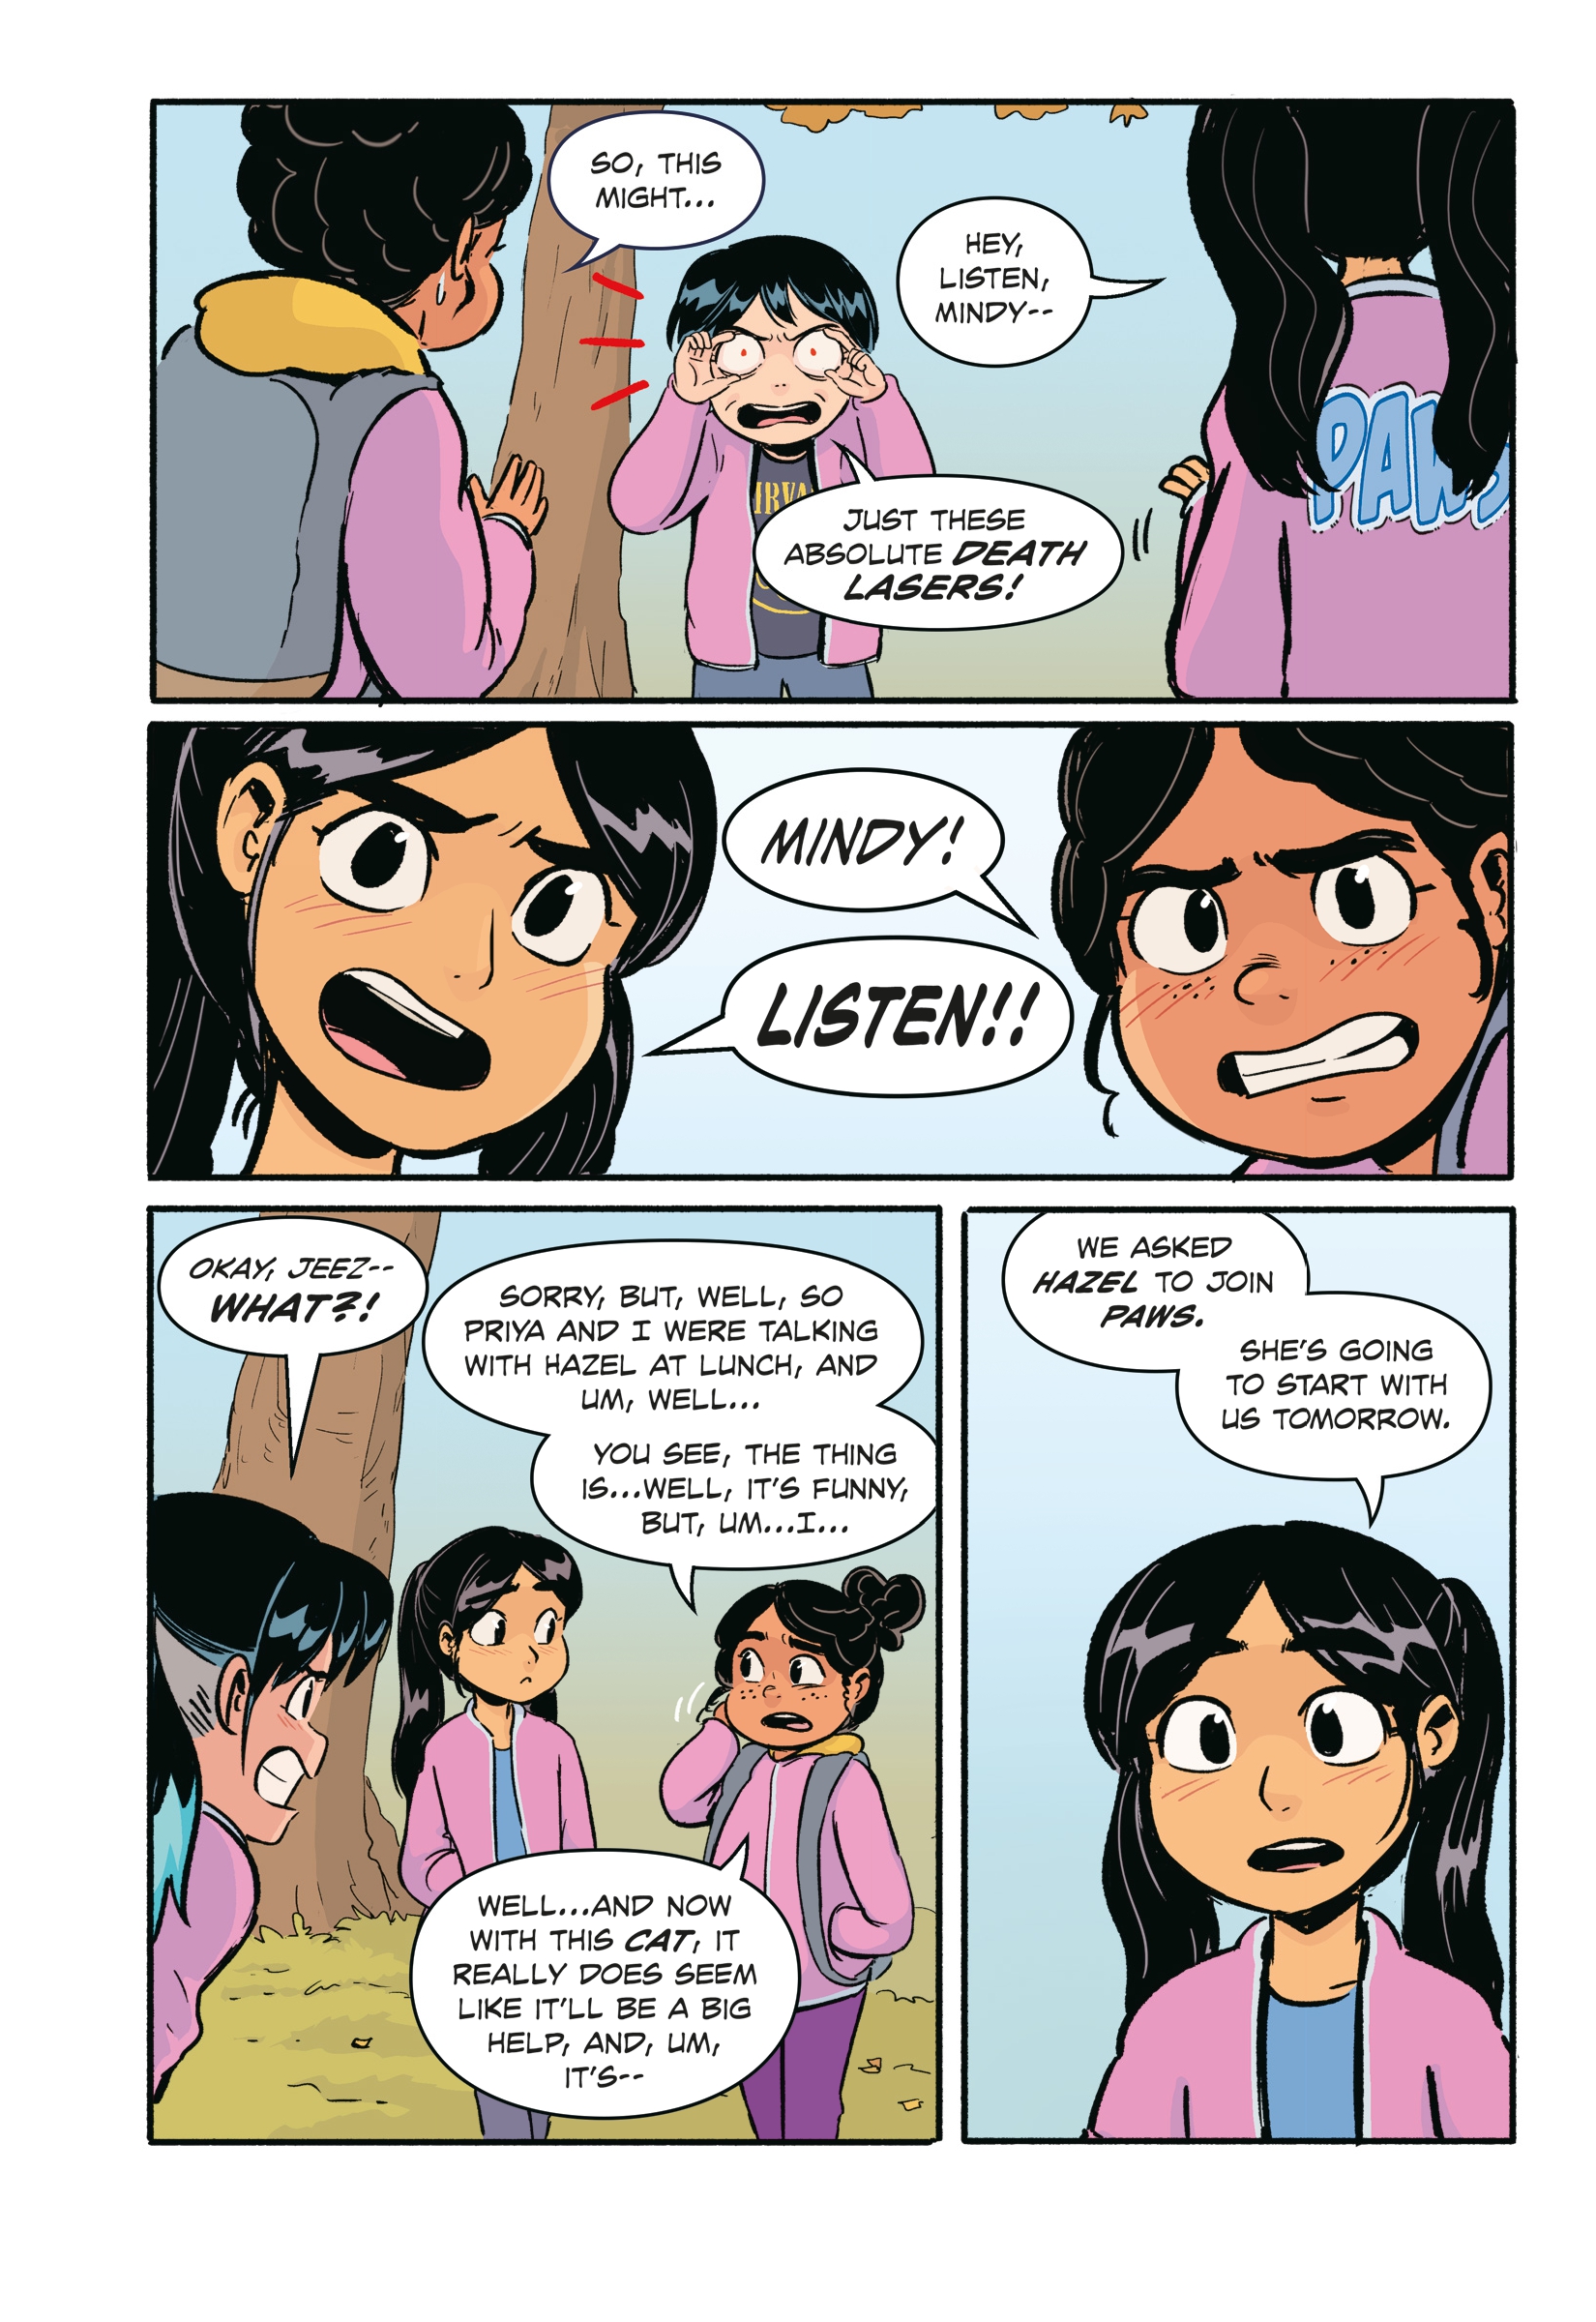 SO, THIS
MIGHT...
HEY,
LISTEN,
MINDY--
JUST THESE
ABSOLUTE DEATH
LASERS!
PAWS
MINDY!
LISTEN!!
OKAY, JEEZ--
WHAT?!
SORRY, BUT, WELL, SO
PRIYA AND I WERE TALKING
WITH HAZEL AT LUNCH, AND
UM, WELL...
YOU SEE, THE THING
IS...WELL, IT'S FUNNY,
BUT, UM...I...
WELL...AND NOW
WITH THIS CAT, IT
REALLY DOES SEEM
LIKE IT'LL BE A BIG
HELP, AND, UM,
IT'S--
WE ASKED
HAZEL TO JOIN
PAWS.
SHE'S GOING
TO START WITH
US TOMORROW.